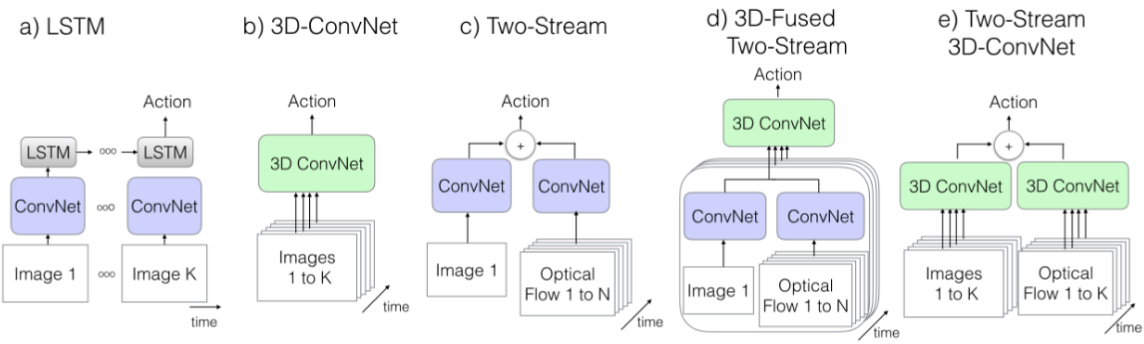 a) LSTM
Action
LSTM ooo LSTM
ConvNet ooo ConvNet
Image 1 ooo Image K
time
b) 3D-ConvNet
Action
3D ConvNet
Images
1 to K
time
c) Two-Stream
Action
+
ConvNet ConvNet
Image 1
Optical
Flow 1 to N
time
d) 3D-Fused
Two-Stream
Action
3D ConvNet
ConvNet ConvNet
Image 1
Optical
Flow 1 to N
time
e) Two-Stream
3D-ConvNet
Action
+
3D ConvNet 3D ConvNet
Images
1 to K
Optical
Flow 1 to K
time